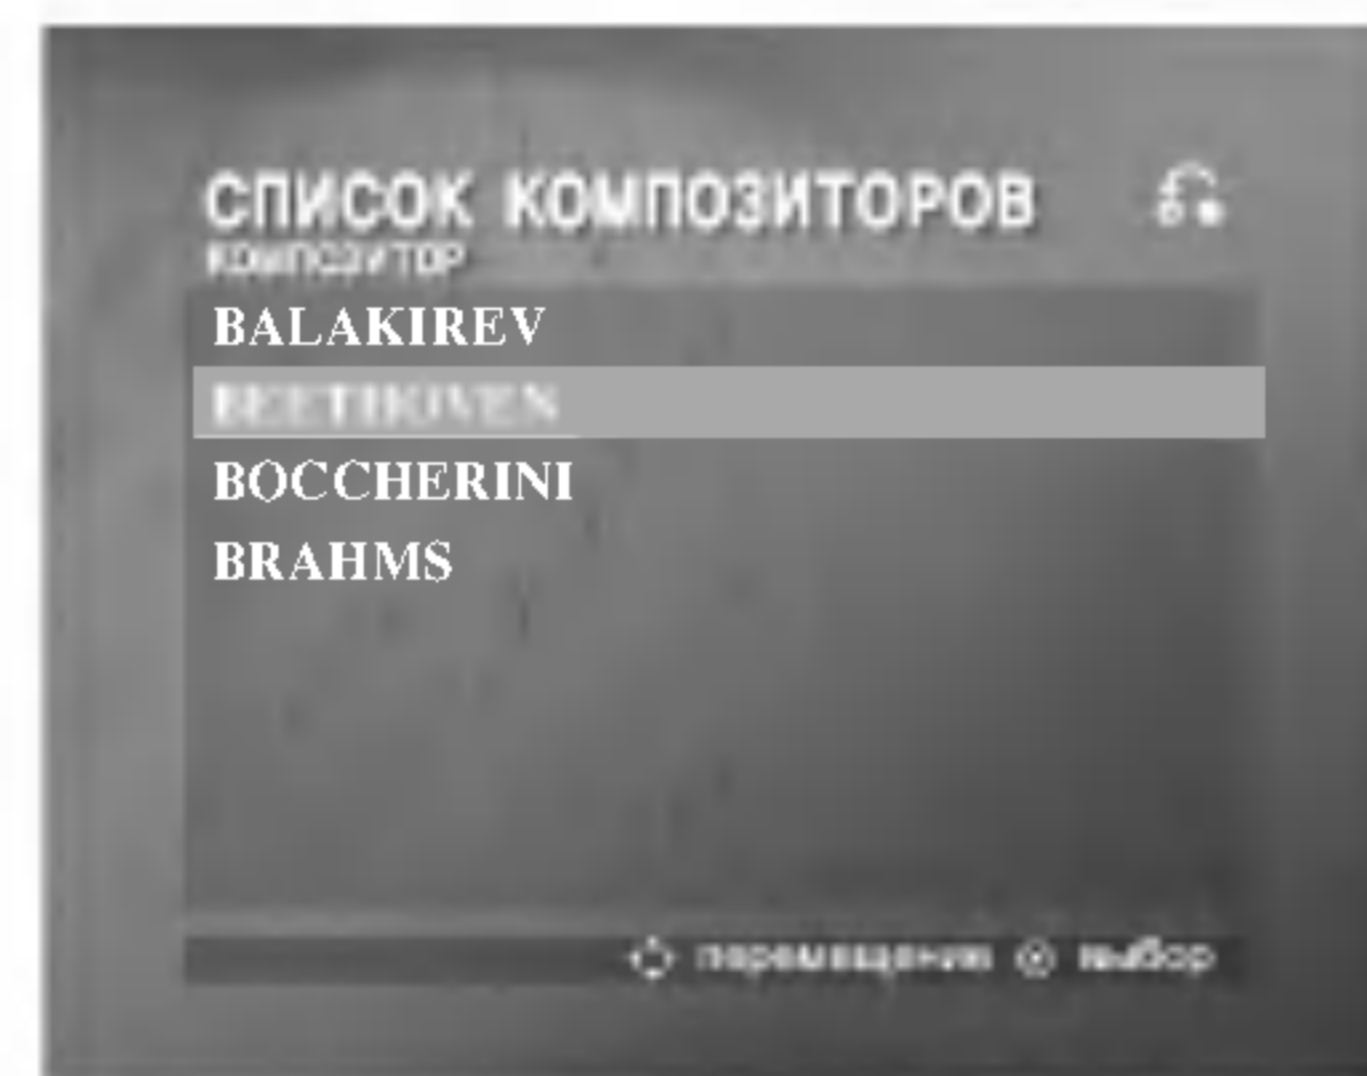 СПИСОК КОМПОЗИТОРОВ
КОМПОЗИТОР
BALAKIREV
BEETHOVEN
BOCCHERINI
BRAHMS
перемещение выбор